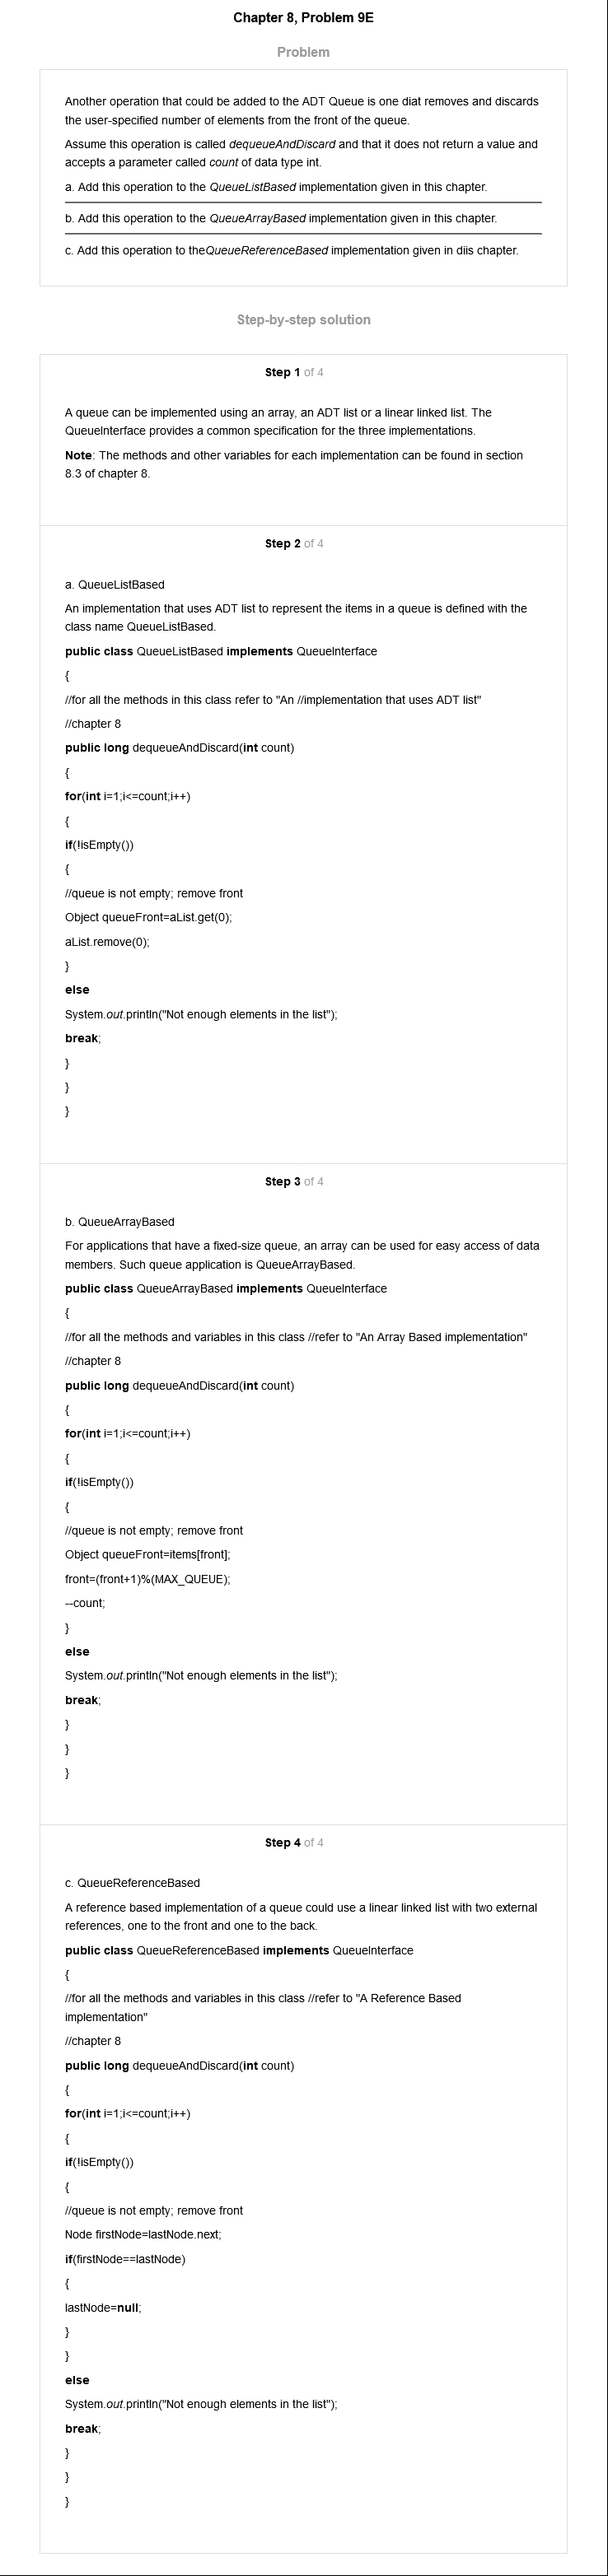 Chapter 8, Problem 9E
Problem
Another operation that could be added to the ADT Queue is one diat removes and discards
the user-specified number of elements from the front of the queue.
Assume this operation is called dequeueAndDiscard and that it does not return a value and
accepts a parameter called count of data type int.
a. Add this operation to the QueueListBased implementation given in this chapter.
b. Add this operation to the QueueArrayBased implementation given in this chapter.
c. Add this operation to theQueueReferenceBased implementation given in diis chapter.
Step-by-step solution
Step 1 of 4
A queue can be implemented using an array, an ADT list or a linear linked list. The
QueueInterface provides a common specification for the three implementations.
Note: The methods and other variables for each implementation can be found in section
8.3 of chapter 8.
Step 2 of 4
a. QueueListBased
An implementation that uses ADT list to represent the items in a queue is defined with the
class name QueueListBased.
public class QueueListBased implements QueueInterface
{
//for all the methods in this class refer to "An //implementation that uses ADT list"
//chapter 8
public long dequeueAndDiscard(int count)
{
for(int i=1;i<=count;i++)
{
if(!isEmpty())
{
//queue is not empty; remove front
Object queueFront=aList.get(0);
aList.remove(0);
}
else
System.out.println("Not enough elements in the list");
break;
}
}
}
Step 3 of 4
b. QueueArrayBased
For applications that have a fixed-size queue, an array can be used for easy access of data
members. Such queue application is QueueArrayBased.
public class QueueArrayBased implements QueueInterface
{
//for all the methods and variables in this class //refer to "An Array Based implementation"
//chapter 8
public long dequeueAndDiscard(int count)
{
for(int i=1;i<=count;i++)
{
if(!isEmpty())
{
//queue is not empty; remove front
Object queueFront=items[front];
front=(front+1)%(MAX_QUEUE);
--count;
}
else
System.out.println("Not enough elements in the list");
break;
}
}
}
Step 4 of 4
c. QueueReferenceBased
A reference based implementation of a queue could use a linear linked list with two external
references, one to the front and one to the back.
public class QueueReferenceBased implements QueueInterface
{
//for all the methods and variables in this class //refer to "A Reference Based
implementation"
//chapter 8
public long dequeueAndDiscard(int count)
{
for(int i=1;i<=count;i++)
{
if(!isEmpty())
{
//queue is not empty; remove front
Node firstNode=lastNode.next;
if(firstNode==lastNode)
{
lastNode=null;
}
}
else
System.out.println("Not enough elements in the list");
break;
}
}
}